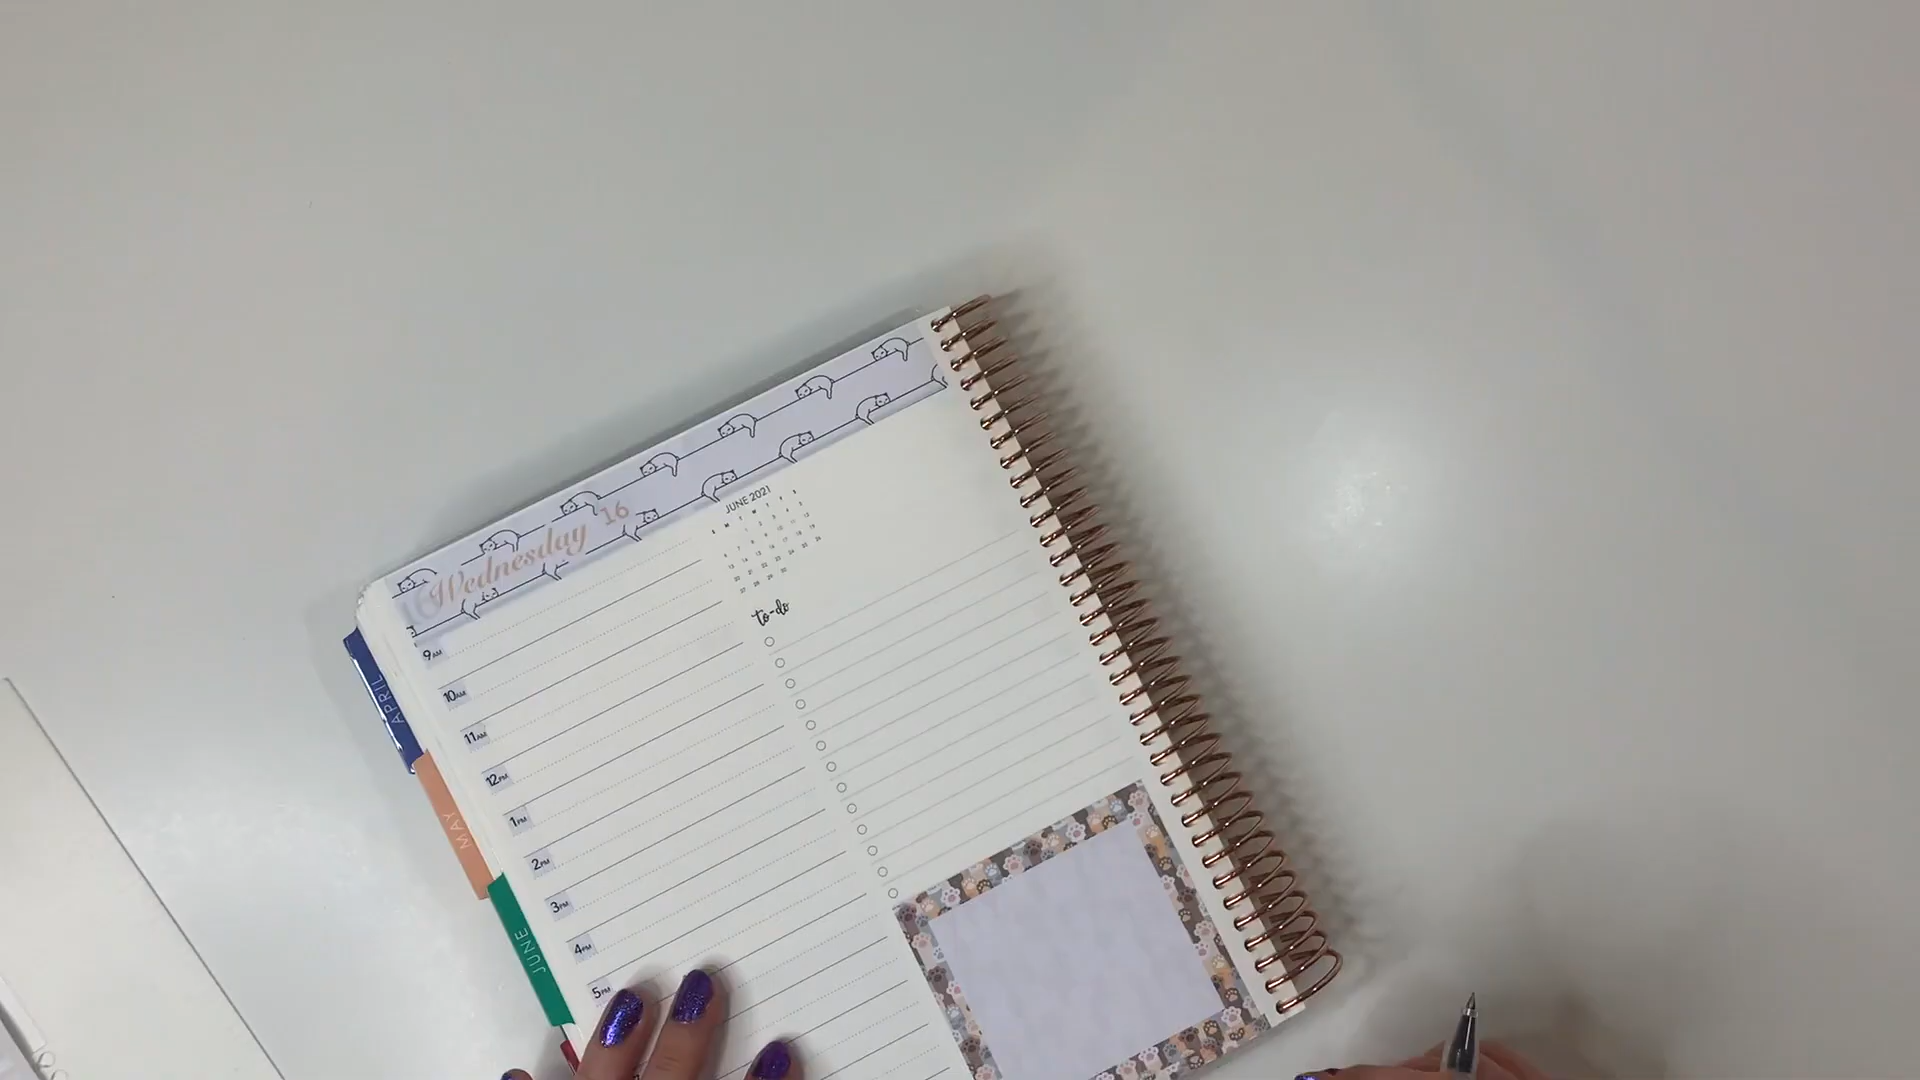 Wednesday 16
JUNE 2021
to-do
9AM
10AM
11AM
12PM
1PM
2PM
3PM
4PM
5PM
APRIL
MAY
JUNE